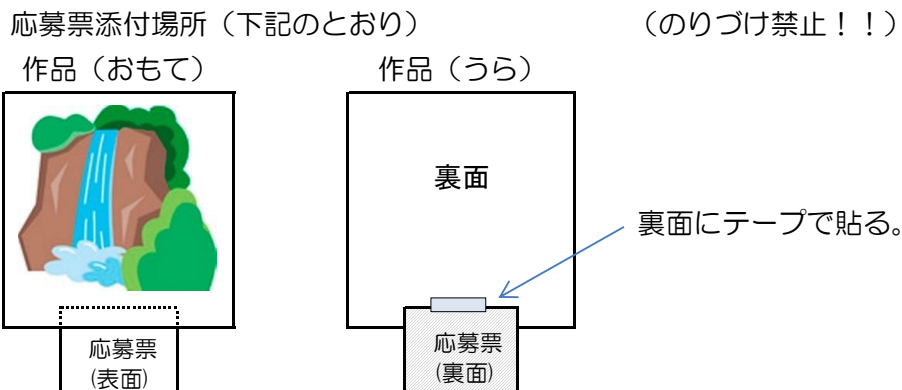 応募票添付場所（下記のとおり）　（のりづけ禁止！！）
作品（おもて）　作品（うら）
裏面
裏面にテープで貼る。
応募票
(表面)
応募票
(裏面)